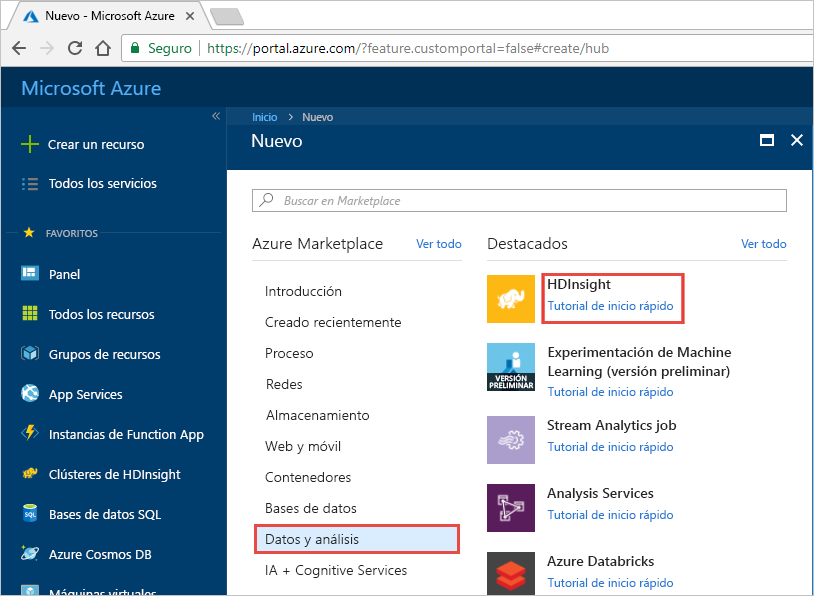 Nuevo - Microsoft Azure
Seguro
https://portal.azure.com/?feature.customportal=false#create/hub
Microsoft Azure
Crear un recurso
Todos los servicios
FAVORITOS
Panel
Todos los recursos
Grupos de recursos
App Services
Instancias de Function App
Clústeres de HDInsight
SQL
Bases de datos SQL
Azure Cosmos DB
Máquinas virtuales
Inicio > Nuevo
Nuevo
Buscar en Marketplace
Azure Marketplace
Ver todo
Introducción
Creado recientemente
Proceso
Redes
Almacenamiento
Web y móvil
Contenedores
Bases de datos
Datos y análisis
IA + Cognitive Services
Destacados
Ver todo
HDInsight
Tutorial de inicio rápido
VERSIÓN
PRELIMINAR
Experimentación de Machine
Learning (versión preliminar)
Tutorial de inicio rápido
Stream Analytics job
Tutorial de inicio rápido
Analysis Services
Tutorial de inicio rápido
Azure Databricks
Tutorial de inicio rápido